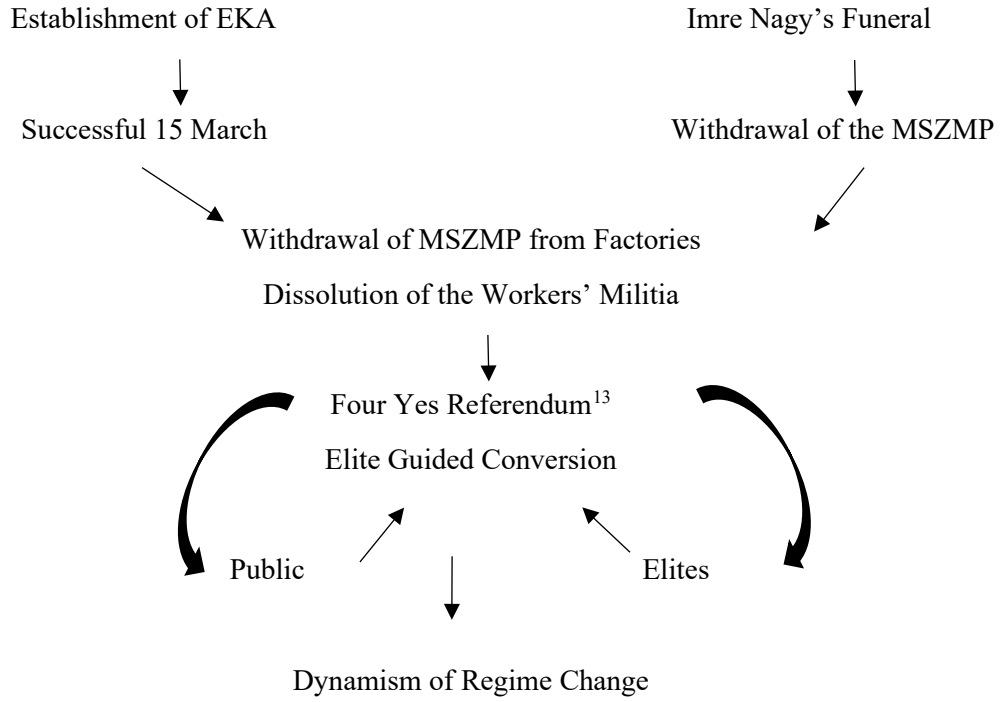 Establishment of EKA
Imre Nagy’s Funeral
Successful 15 March
Withdrawal of the MSZMP
Withdrawal of MSZMP from Factories
Dissolution of the Workers’ Militia
Four Yes Referendum13
Elite Guided Conversion
Public
Elites
Dynamism of Regime Change